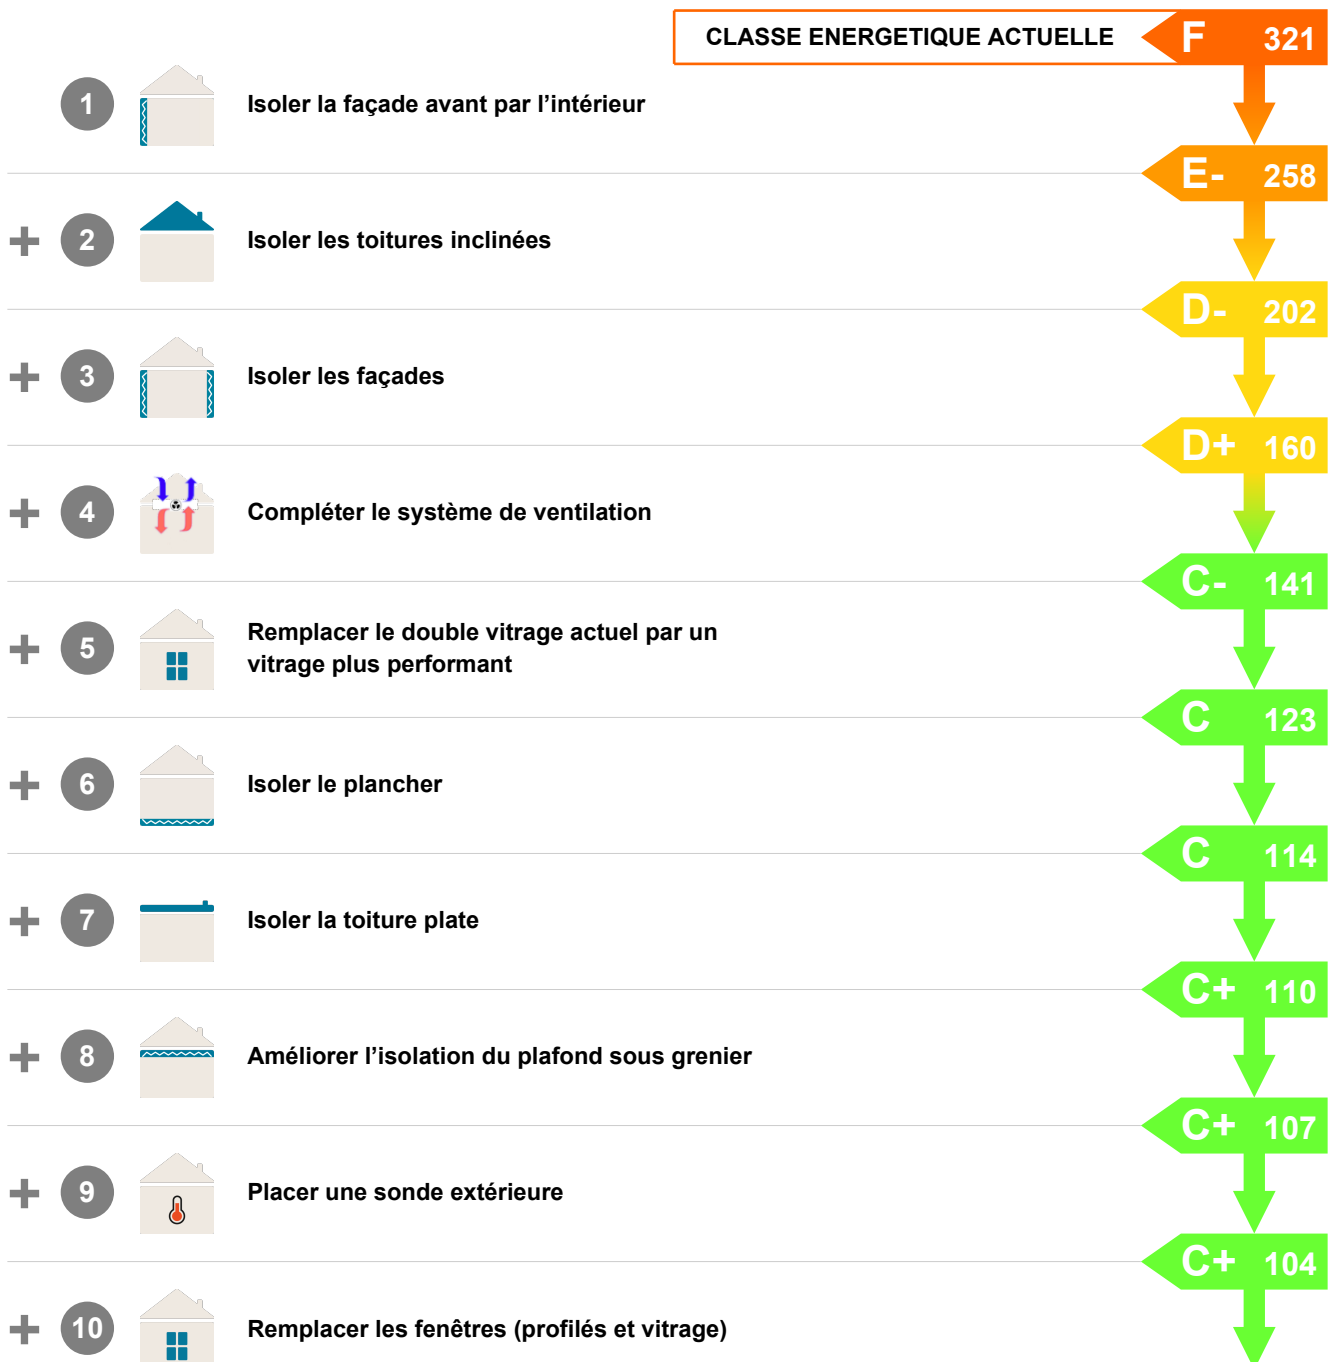 CLASSE ENERGETIQUE ACTUELLE F 321
1 Isoler la façade avant par l’intérieur
E- 258
+ 2 Isoler les toitures inclinées
D- 202
+ 3 Isoler les façades
D+ 160
+ 4 Compléter le système de ventilation
C- 141
+ 5 Remplacer le double vitrage actuel par un
vitrage plus performant
C 123
+ 6 Isoler le plancher
C 114
+ 7 Isoler la toiture plate
C+ 110
+ 8 Améliorer l’isolation du plafond sous grenier
C+ 107
+ 9 Placer une sonde extérieure
C+ 104
+ 10 Remplacer les fenêtres (profilés et vitrage)